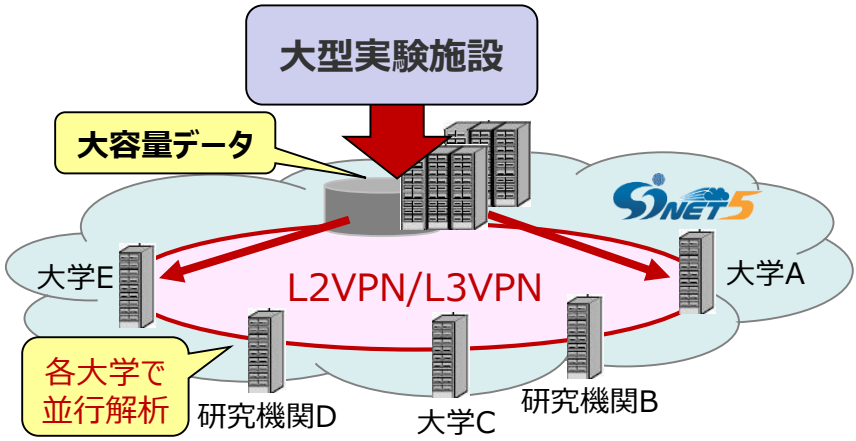 大型実験施設
大容量データ
SINET5
大学E
L2VPN/L3VPN
大学A
各大学で
並行解析
研究機関D
大学C
研究機関B